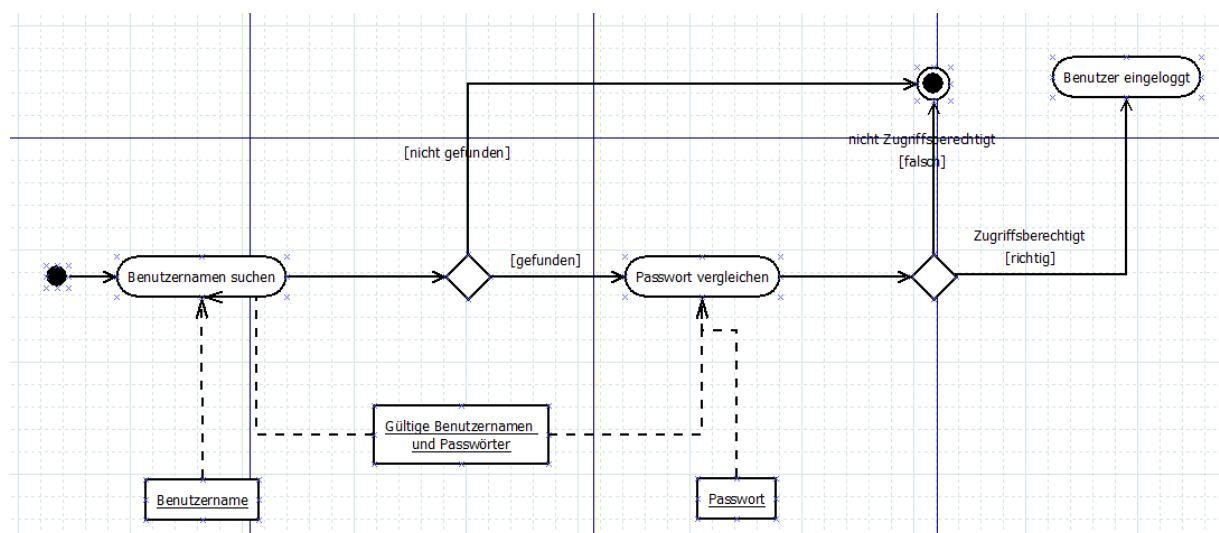 Benutzer eingeloggt
nicht Zugriffsberechtigt
[nicht gefunden]
[falsch]
Zugriffsberechtigt
[richtig]
[gefunden]
Benutzernamen suchen
Passwort vergleichen
Gültige Benutzernamen
und Passwörter
Benutzername
Passwort